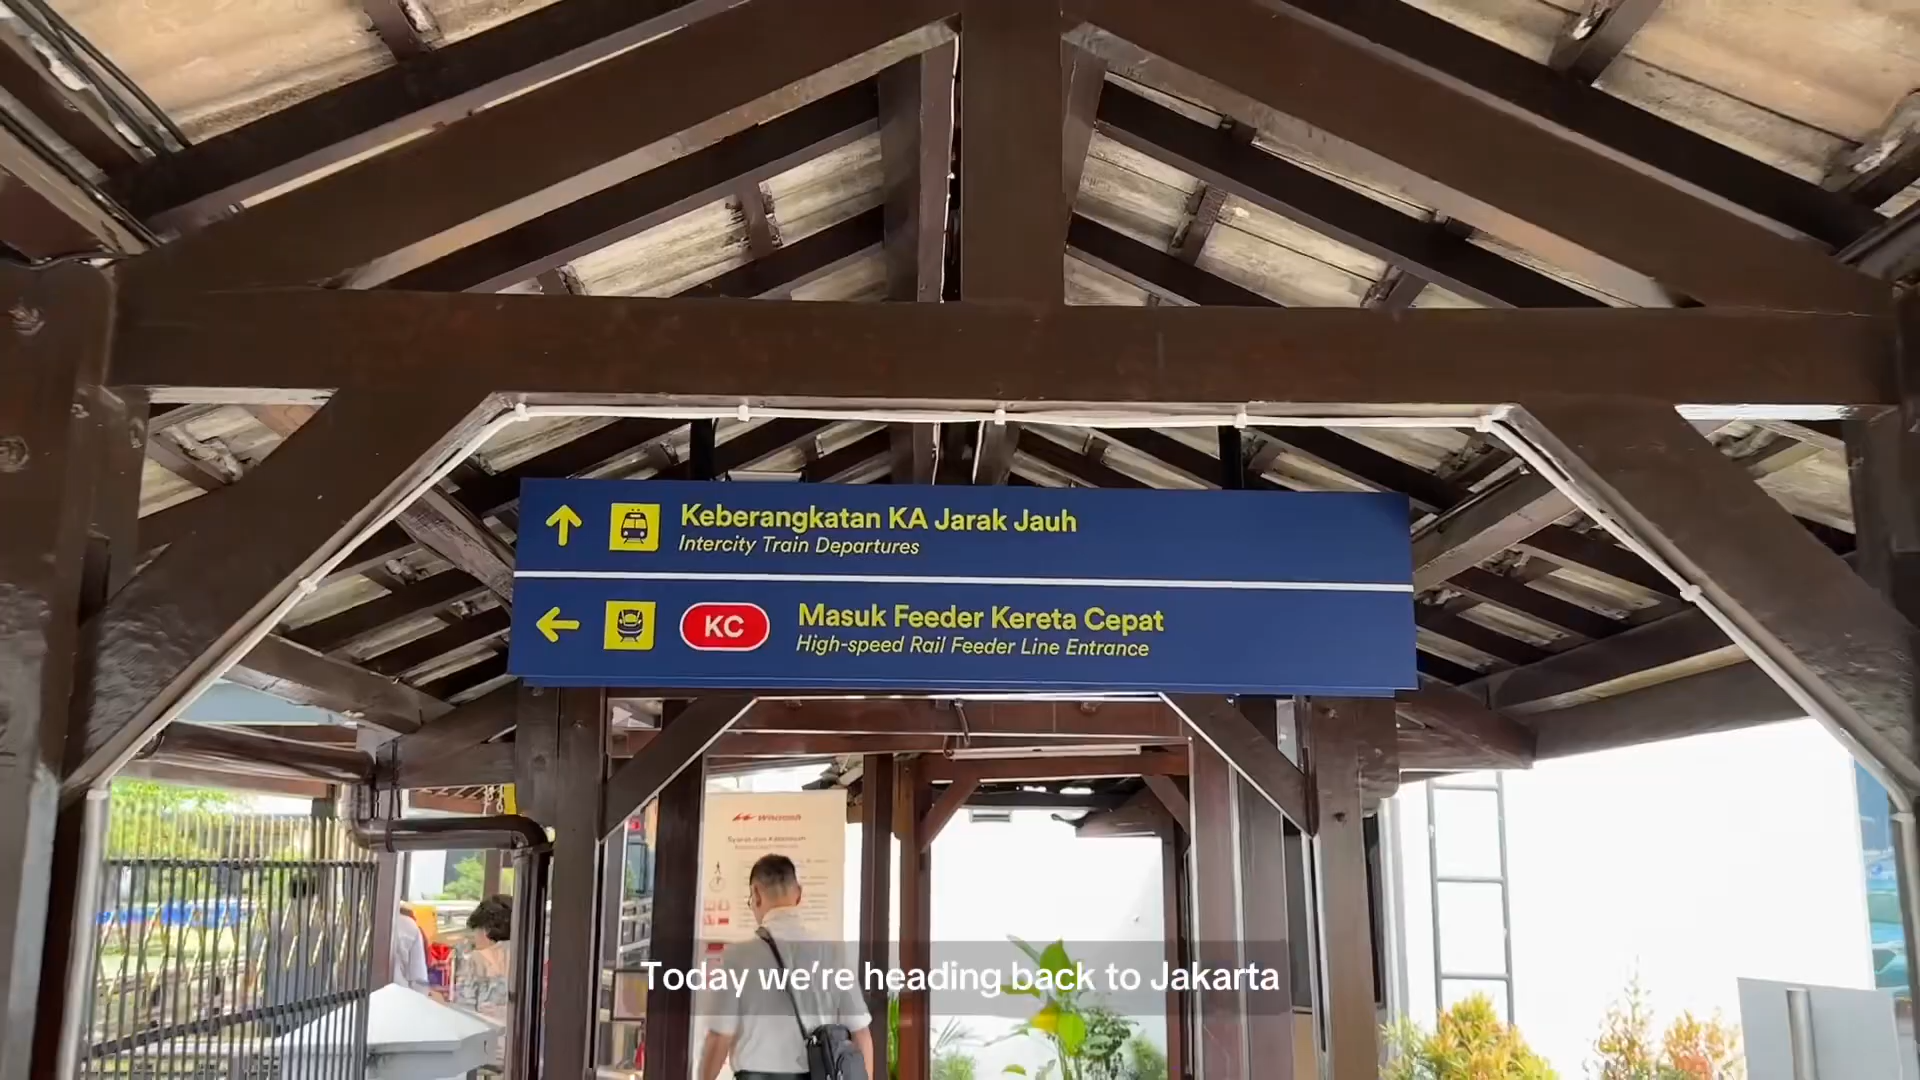 Keberangkatan KA Jarak Jauh
Intercity Train Departures
KC
Masuk Feeder Kereta Cepat
High-speed Rail Feeder Line Entrance
Today we're heading back to Jakarta